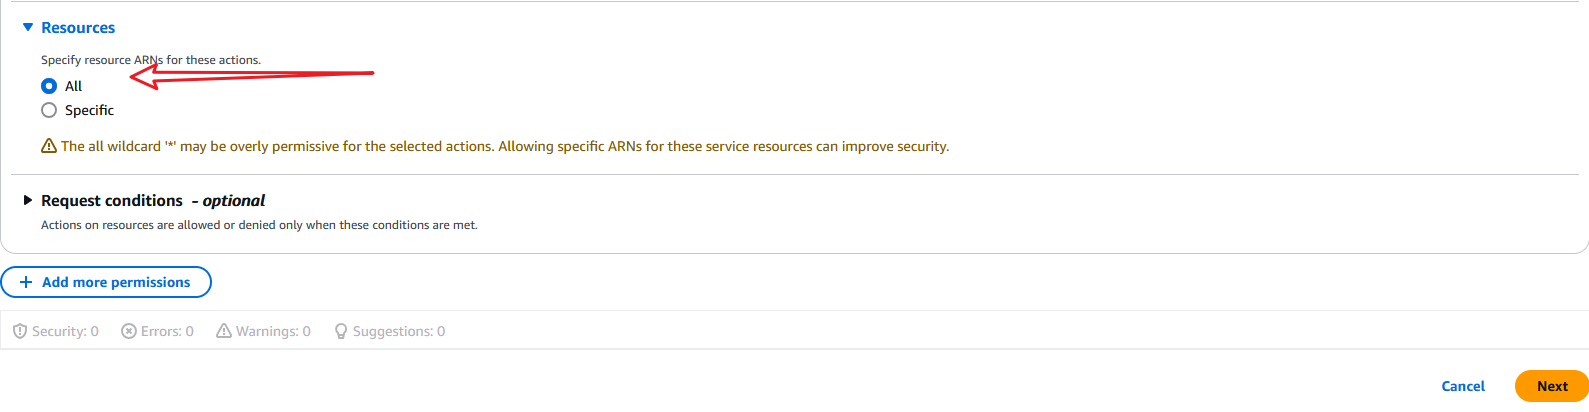 Resources
Specify resource ARNs for these actions.
All
Specific
The all wildcard '*' may be overly permissive for the selected actions. Allowing specific ARNs for these service resources can improve security.
Request conditions - optional
Actions on resources are allowed or denied only when these conditions are met.
+ Add more permissions
Security: 0 Errors: 0 Warnings: 0 Suggestions: 0
Cancel Next